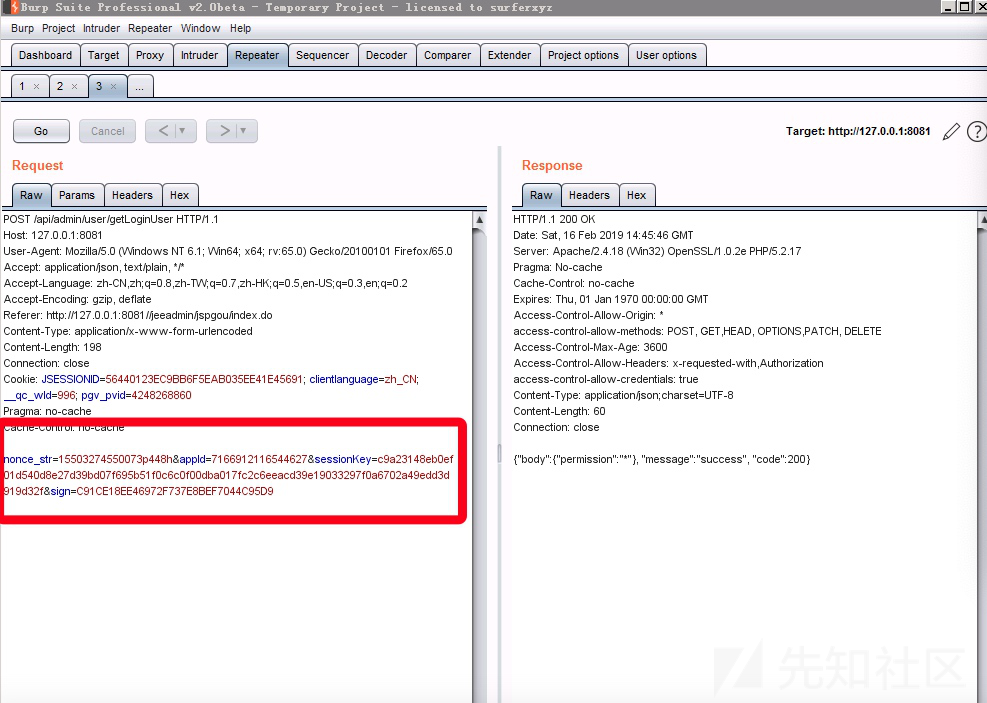 Burp Suite Professional v2.0beta - Temporary Project - licensed to surferxyz
Burp Project Intruder Repeater Window Help
Dashboard Target Proxy Intruder Repeater Sequencer Decoder Comparer Extender Project options User options
1 × 2 × 3 × ...
Go Cancel < ▼ > ▼ Target: http://127.0.0.1:8081 ?
Request
Raw Params Headers Hex
POST /api/admin/user/getLoginUser HTTP/1.1
Host: 127.0.0.1:8081
User-Agent: Mozilla/5.0 (Windows NT 6.1; Win64; x64; rv:65.0) Gecko/20100101 Firefox/65.0
Accept: application/json, text/plain, */*
Accept-Language: zh-CN,zh;q=0.8,zh-TW;q=0.7,zh-HK;q=0.5,en-US;q=0.3,en;q=0.2
Accept-Encoding: gzip, deflate
Referer: http://127.0.0.1:8081//jeeadmin/jspgou/index.do
Content-Type: application/x-www-form-urlencoded
Content-Length: 198
Connection: close
Cookie: JSESSIONID=56440123EC9BB6F5EAB035EE41E45691; clientlanguage=zh_CN;
__qc_wId=996; pgv_pvid=4248268860
Pragma: no-cache
Cache-Control: no-cache
nonce_str=15503274550073p448h&appId=7166912116544627&sessionKey=c9a23148eb0ef
01d540d8e27d39bd07f695b51f0c6c0f00dba017fc2c6eeacd39e19033297f0a6702a49edd3d
919d32f&sign=C91CE18EE46972F737E8BEF7044C95D9
Response
Raw Headers Hex
HTTP/1.1 200 OK
Date: Sat, 16 Feb 2019 14:45:46 GMT
Server: Apache/2.4.18 (Win32) OpenSSL/1.0.2e PHP/5.2.17
Pragma: No-cache
Cache-Control: no-cache
Expires: Thu, 01 Jan 1970 00:00:00 GMT
Access-Control-Allow-Origin: *
access-control-allow-methods: POST, GET,HEAD, OPTIONS,PATCH, DELETE
Access-Control-Max-Age: 3600
Access-Control-Allow-Headers: x-requested-with,Authorization
access-control-allow-credentials: true
Content-Type: application/json;charset=UTF-8
Content-Length: 60
Connection: close
{"body":{"permission":"*"}, "message":"success", "code":200}
先知社区